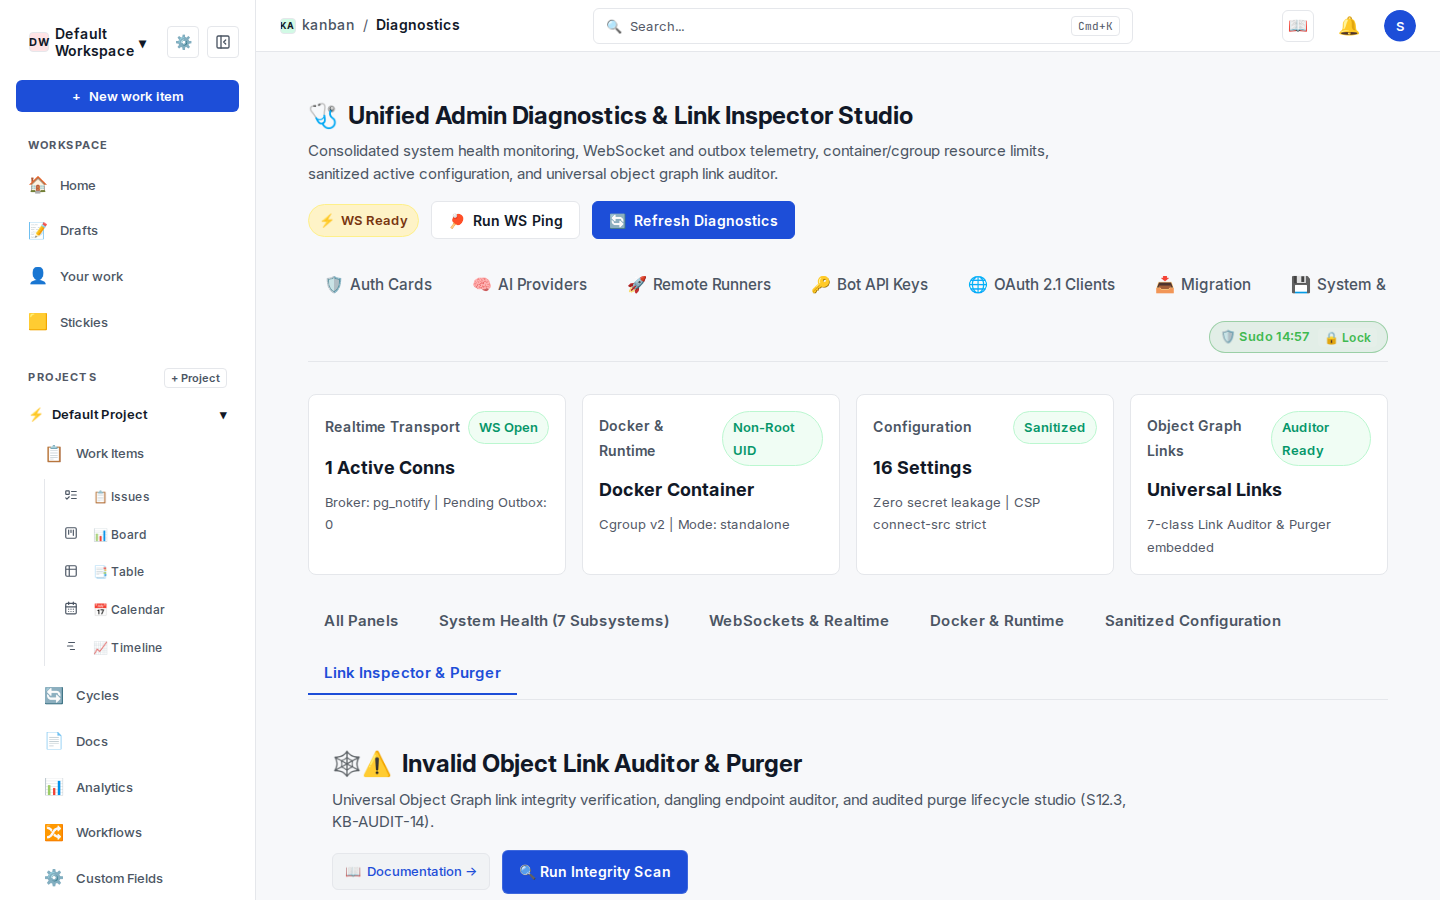 DW Default Workspace ▾
+ New work item
WORKSPACE
Home
Drafts
Your work
Stickies
PROJECTS
+ Project
Default Project ▾
Work Items
Issues
Board
Table
Calendar
Timeline
Cycles
Docs
Analytics
Workflows
Custom Fields
KA kanban / Diagnostics
Search...
Cmd+K
S
Unified Admin Diagnostics & Link Inspector Studio
Consolidated system health monitoring, WebSocket and outbox telemetry, container/cgroup resource limits,
sanitized active configuration, and universal object graph link auditor.
WS Ready
Run WS Ping
Refresh Diagnostics
Auth Cards
AI Providers
Remote Runners
Bot API Keys
OAuth 2.1 Clients
Migration
System &
Sudo 14:57
Lock
Realtime Transport
WS Open
1 Active Conns
Broker: pg_notify | Pending Outbox:
0
Docker &
Runtime
Non-Root
UID
Docker Container
Cgroup v2 | Mode: standalone
Configuration
Sanitized
16 Settings
Zero secret leakage | CSP
connect-src strict
Object Graph
Links
Auditor
Ready
Universal Links
7-class Link Auditor & Purger
embedded
All Panels
System Health (7 Subsystems)
WebSockets & Realtime
Docker & Runtime
Sanitized Configuration
Link Inspector & Purger
Invalid Object Link Auditor & Purger
Universal Object Graph link integrity verification, dangling endpoint auditor, and audited purge lifecycle studio (S12.3,
KB-AUDIT-14).
Documentation →
Run Integrity Scan